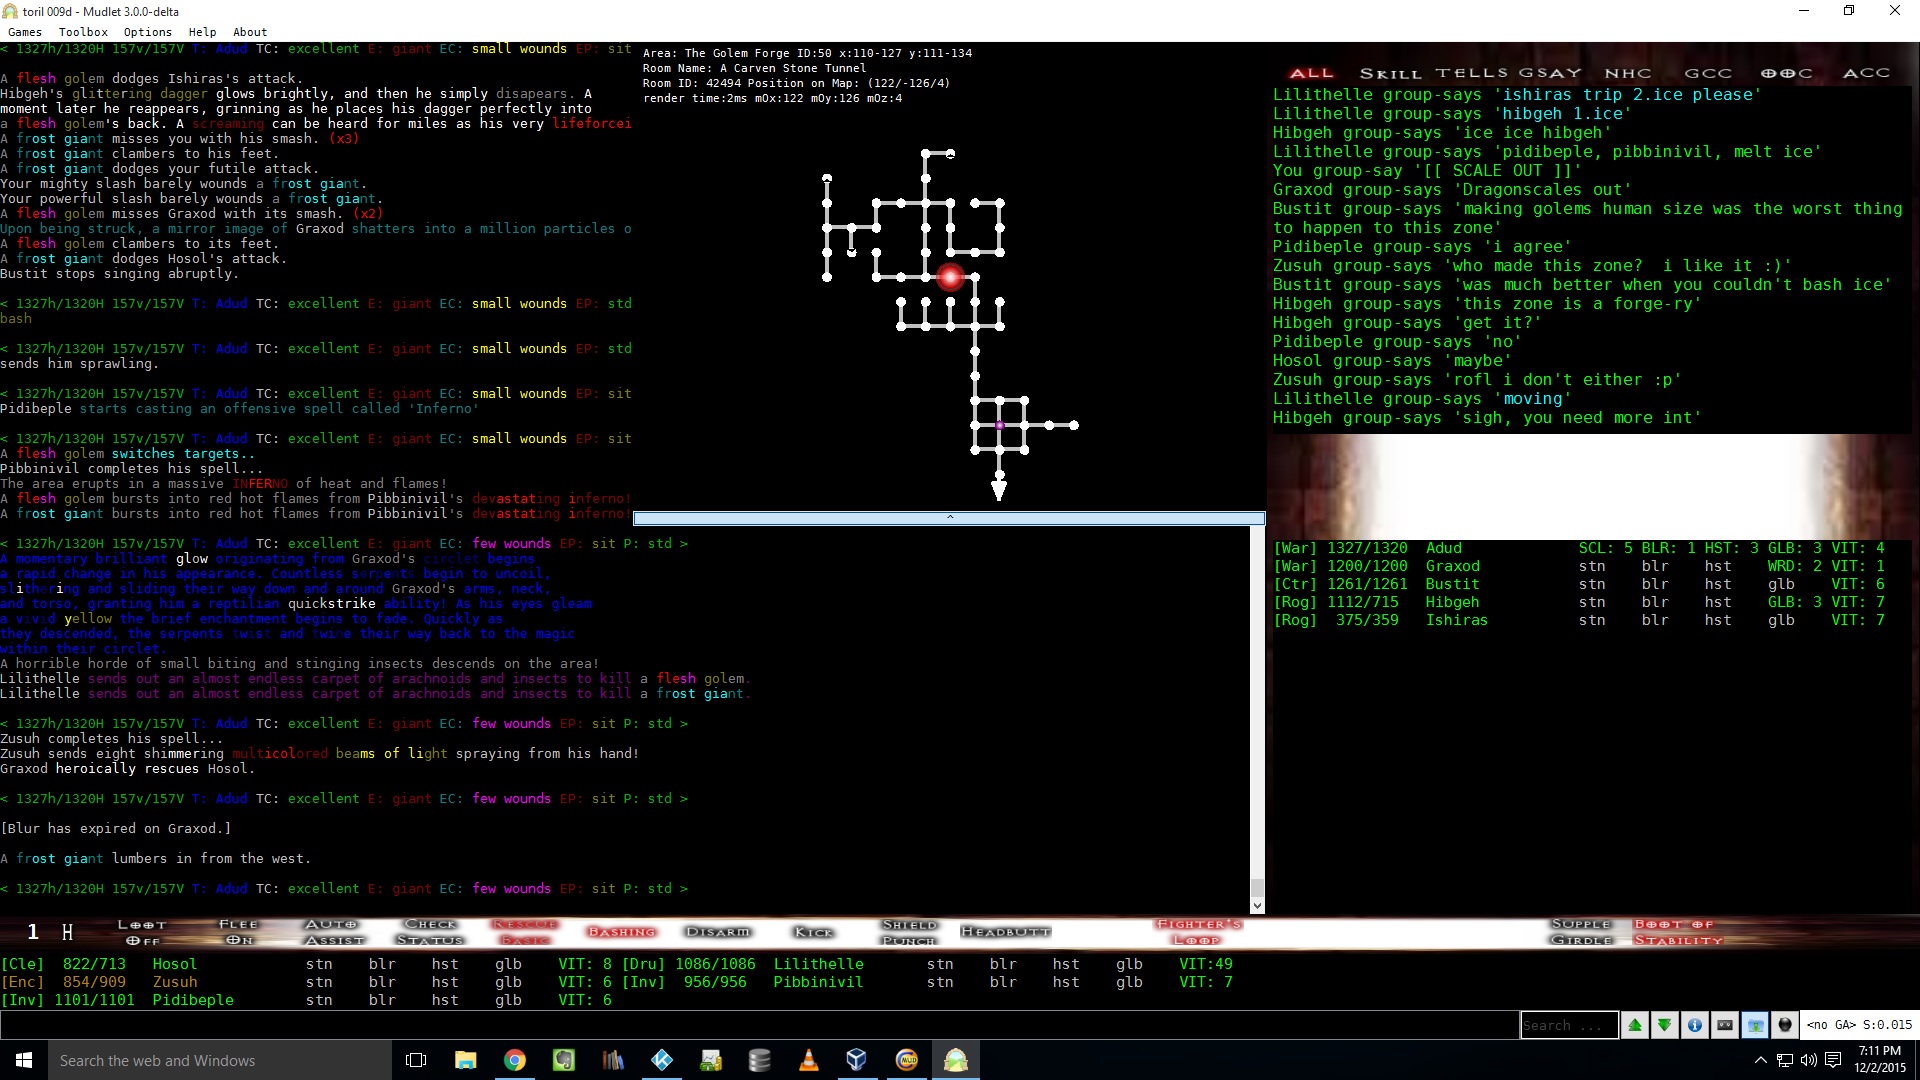 toril 009d - Mudlet 3.0.0-delta
Games Toolbox Options Help About
< 1327h/1320H 157v/157V T: Adud TC: excellent E: giant EC: small wounds EP: sit
A flesh golem dodges Ishiras's attack.
Hibgeh's glittering dagger glows brightly, and then he simply disapears. A
moment later he reappears, grinning as he places his dagger perfectly into
a flesh golem's back. A screaming can be heard for miles as his very lifeforcei
A frost giant misses you with his smash. (x3)
A frost giant clambers to his feet.
A frost giant dodges your futile attack.
Your mighty slash barely wounds a frost giant.
Your powerful slash barely wounds a frost giant.
A flesh golem misses Graxod with its smash. (x2)
Upon being struck, a mirror image of Graxod shatters into a million particles o
A flesh golem clambers to its feet.
A frost giant dodges Hosol's attack.
Bustit stops singing abruptly.
< 1327h/1320H 157v/157V T: Adud TC: excellent E: giant EC: small wounds EP: std
bash
< 1327h/1320H 157v/157V T: Adud TC: excellent E: giant EC: small wounds EP: std
sends him sprawling.
< 1327h/1320H 157v/157V T: Adud TC: excellent E: giant EC: small wounds EP: sit
Pidibeple starts casting an offensive spell called 'Inferno'
< 1327h/1320H 157v/157V T: Adud TC: excellent E: giant EC: small wounds EP: sit
A flesh golem switches targets..
Pibbinivil completes his spell...
The area erupts in a massive INFERNO of heat and flames!
A flesh golem bursts into red hot flames from Pibbinivil's devastating inferno!
A frost giant bursts into red hot flames from Pibbinivil's devastating inferno!
< 1327h/1320H 157v/157V T: Adud TC: excellent E: giant EC: few wounds EP: sit P: std >
A momentary brilliant glow originating from Graxod's circlet begins
a rapid change in his appearance. Countless serpents begin to uncoil,
slithering and sliding their way down and around Graxod's arms, neck,
and torso, granting him a reptilian quickstrike ability! As his eyes gleam
a vivid yellow the brief enchantment begins to fade. Quickly as
they descended, the serpents twist and twine their way back to the magic
within their circlet.
A horrible horde of small biting and stinging insects descends on the area!
Lilithelle sends out an almost endless carpet of arachnoids and insects to kill a flesh golem.
Lilithelle sends out an almost endless carpet of arachnoids and insects to kill a frost giant.
< 1327h/1320H 157v/157V T: Adud TC: excellent E: giant EC: few wounds EP: sit P: std >
Zusuh completes his spell...
Zusuh sends eight shimmering multicolored beams of light spraying from his hand!
Graxod heroically rescues Hosol.
< 1327h/1320H 157v/157V T: Adud TC: excellent E: giant EC: few wounds EP: sit P: std >
[Blur has expired on Graxod.]
A frost giant lumbers in from the west.
< 1327h/1320H 157v/157V T: Adud TC: excellent E: giant EC: few wounds EP: sit P: std >
Area: The Golem Forge ID:50 x:110-127 y:111-134
Room Name: A Carven Stone Tunnel
Room ID: 42494 Position on Map: (122/-126/4)
render time:2ms mOx:122 mOy:126 mOz:4
ALL SKILL TELLS GSAY NHC GCC OOC ACC
Lilithelle group-says 'ishiras trip 2.ice please'
Lilithelle group-says 'hibgeh 1.ice'
Hibgeh group-says 'ice ice hibgeh'
Lilithelle group-says 'pidibeple, pibbinivil, melt ice'
You group-say '[[ SCALE OUT ]]'
Graxod group-says 'Dragonscales out'
Bustit group-says 'making golems human size was the worst thing
to happen to this zone'
Pidibeple group-says 'i agree'
Zusuh group-says 'who made this zone?  i like it :)'
Bustit group-says 'was much better when you couldn't bash ice'
Hibgeh group-says 'this zone is a forge-ry'
Hibgeh group-says 'get it?'
Pidibeple group-says 'no'
Hosol group-says 'maybe'
Zusuh group-says 'rofl i don't either :p'
Lilithelle group-says 'moving'
Hibgeh group-says 'sigh, you need more int'
[War] 1327/1320 Adud SCL: 5 BLR: 1 HST: 3 GLB: 3 VIT: 4
[War] 1200/1200 Graxod stn blr hst WRD: 2 VIT: 1
[Ctr] 1261/1261 Bustit stn blr hst glb VIT: 6
[Rog] 1112/715 Hibgeh stn blr hst GLB: 3 VIT: 7
[Rog] 375/359 Ishiras stn blr hst glb VIT: 7
1 H LOOT OFF FLEE ON AUTO ASSIST CHECK STATUS RESCUE BASIC BASHING DISARM KICK SHIELD PUNCH HEADBUTT FIGHTER'S LOOP SUPPLE GIRDLE BOOT OF STABILITY
[Cle] 822/713 Hosol stn blr hst glb VIT: 8 [Dru] 1086/1086 Lilithelle stn blr hst glb VIT:49
[Enc] 854/909 Zusuh stn blr hst glb VIT: 6 [Inv] 956/956 Pibbinivil stn blr hst glb VIT: 7
[Inv] 1101/1101 Pidibeple stn blr hst glb VIT: 6
Search ... <no GA> S:0.015
Search the web and Windows
7:11 PM
12/2/2015